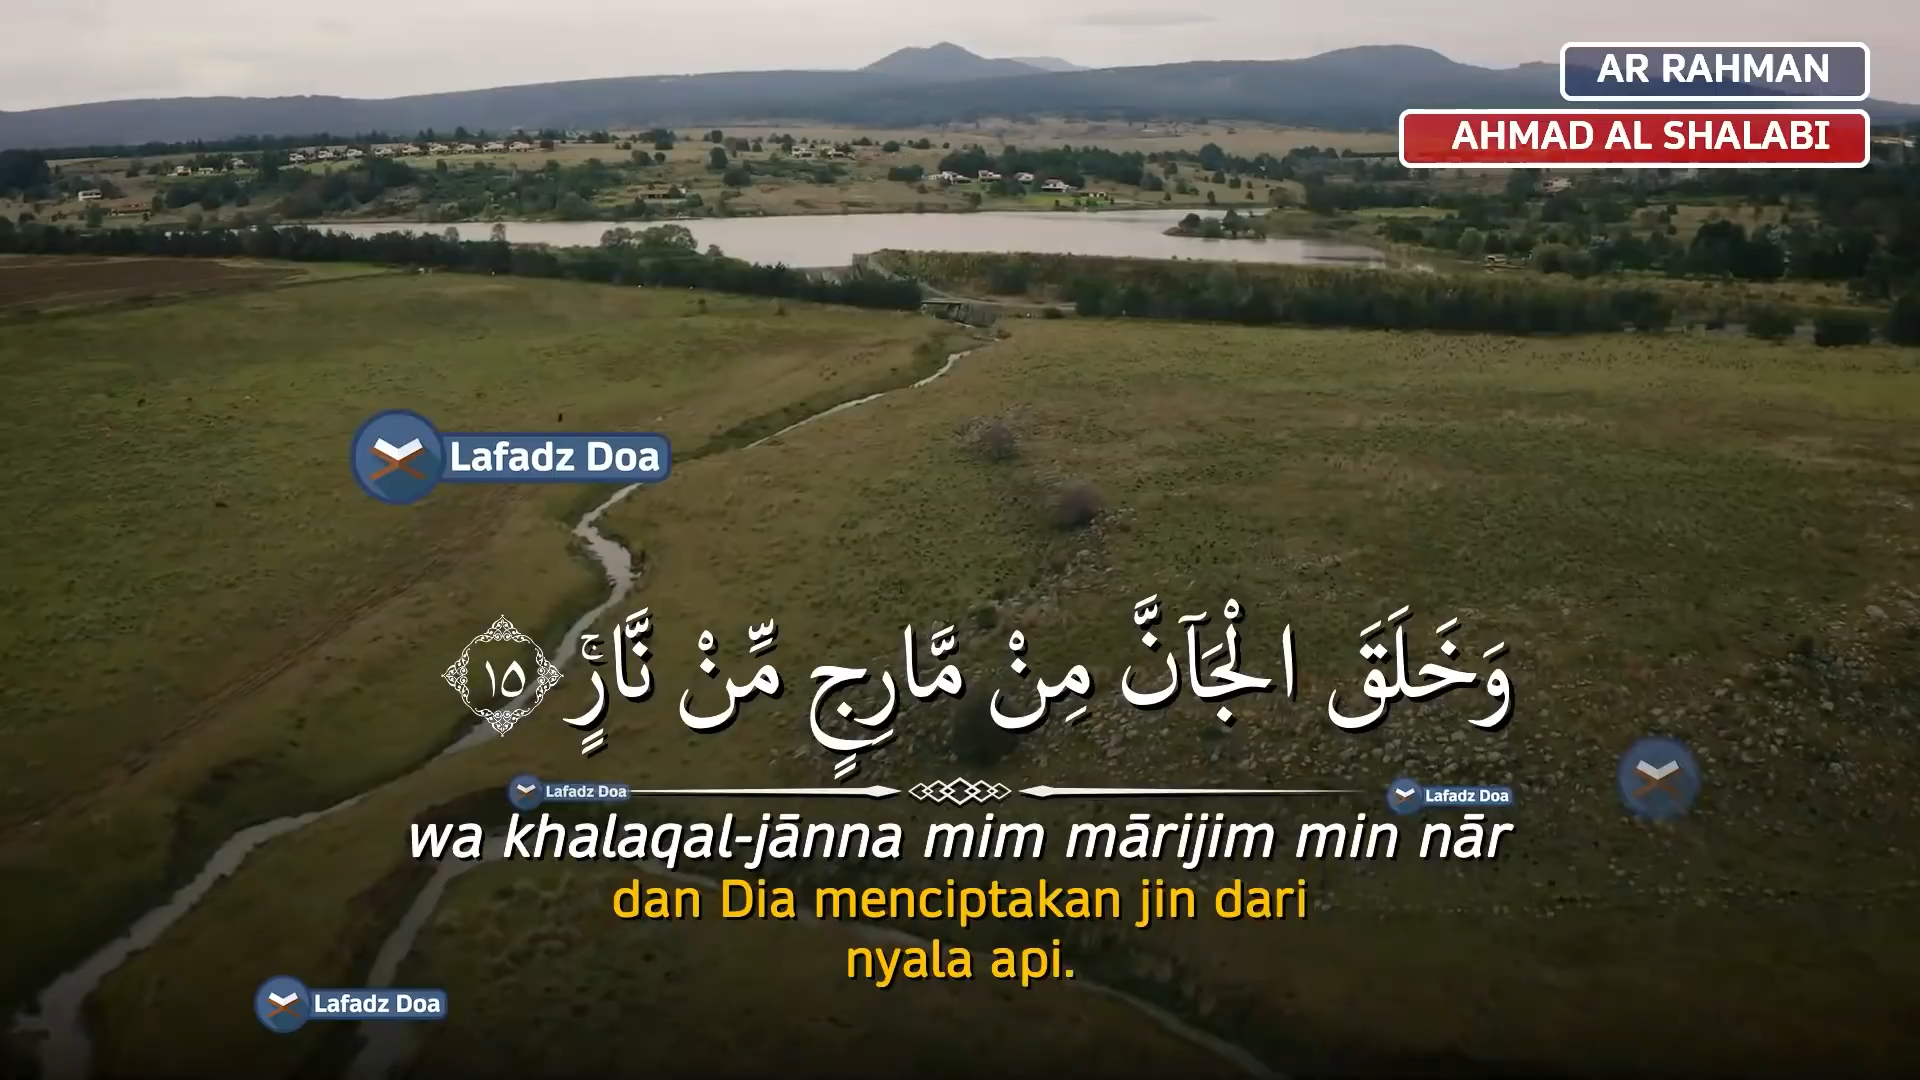 AR RAHMAN
AHMAD AL SHALABI
Lafadz Doa
وَخَلَقَ الْجَآنَّ مِنْ مَّارِجٍ مِّنْ نَّارٍۚ ١٥
Lafadz Doa
Lafadz Doa
wa khalaqal-jānna mim mārijim min nār
dan Dia menciptakan jin dari
nyala api.
Lafadz Doa